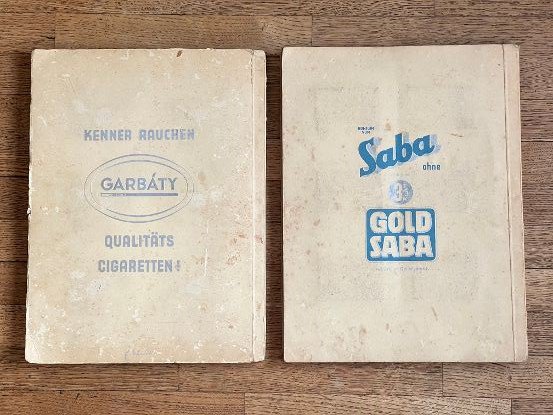 KENNER RAUCHEN
GARBÁTY
QUALITÄTS
CIGARETTEN!
Saba
ohne
GOLD
SABA